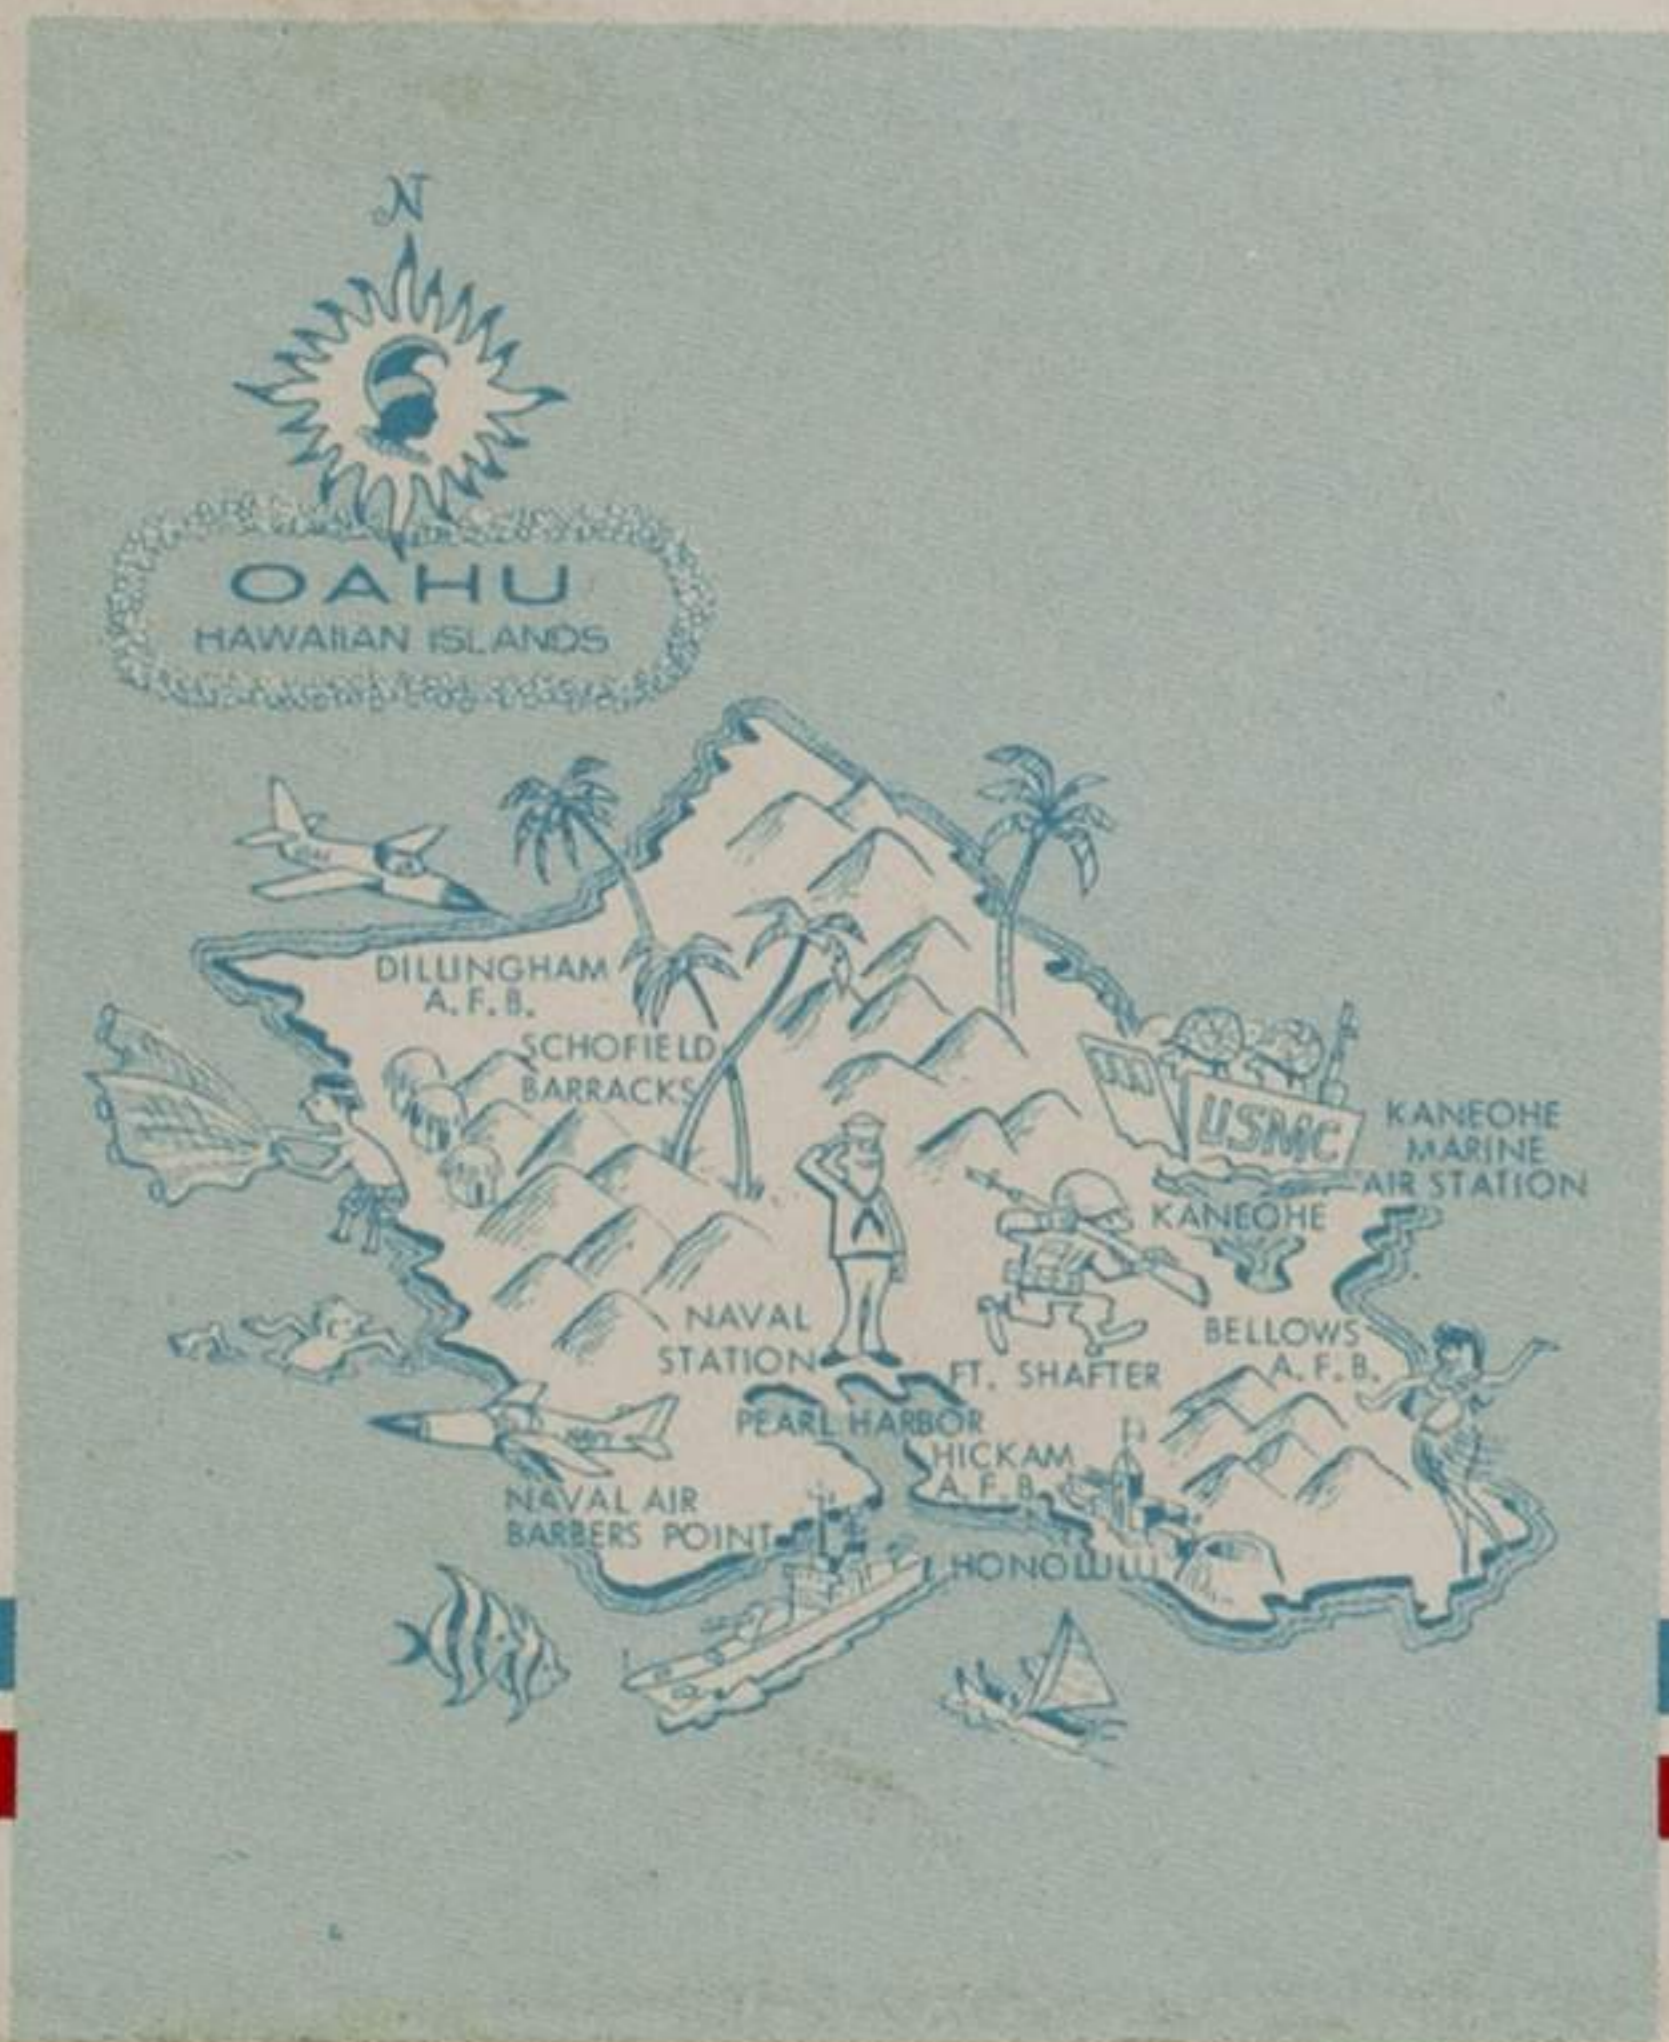 N
OAHU
HAWAIIAN ISLANDS
DILLINGHAM
A.F.B.
SCHOFIELD
BARRACKS
USMC
KANEOHE
MARINE
AIR STATION
KANEOHE
NAVAL
STATION
FT. SHAFTER
BELLOWS
A.F.B.
PEARL HARBOR
HICKAM
A.F.B.
NAVAL AIR
BARBERS POINT
HONOLULU